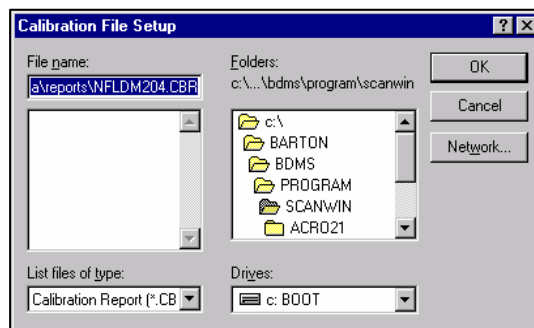 Calibration File Setup
File name:
a\reports\NFLDM204.CBR
Folders:
c:\...\bdms\program\scanwin
c:\
BARTON
BDMS
PROGRAM
SCANWIN
ACRO21
OK
Cancel
Network...
List files of type:
Calibration Report (*.CB
Drives:
c: BOOT